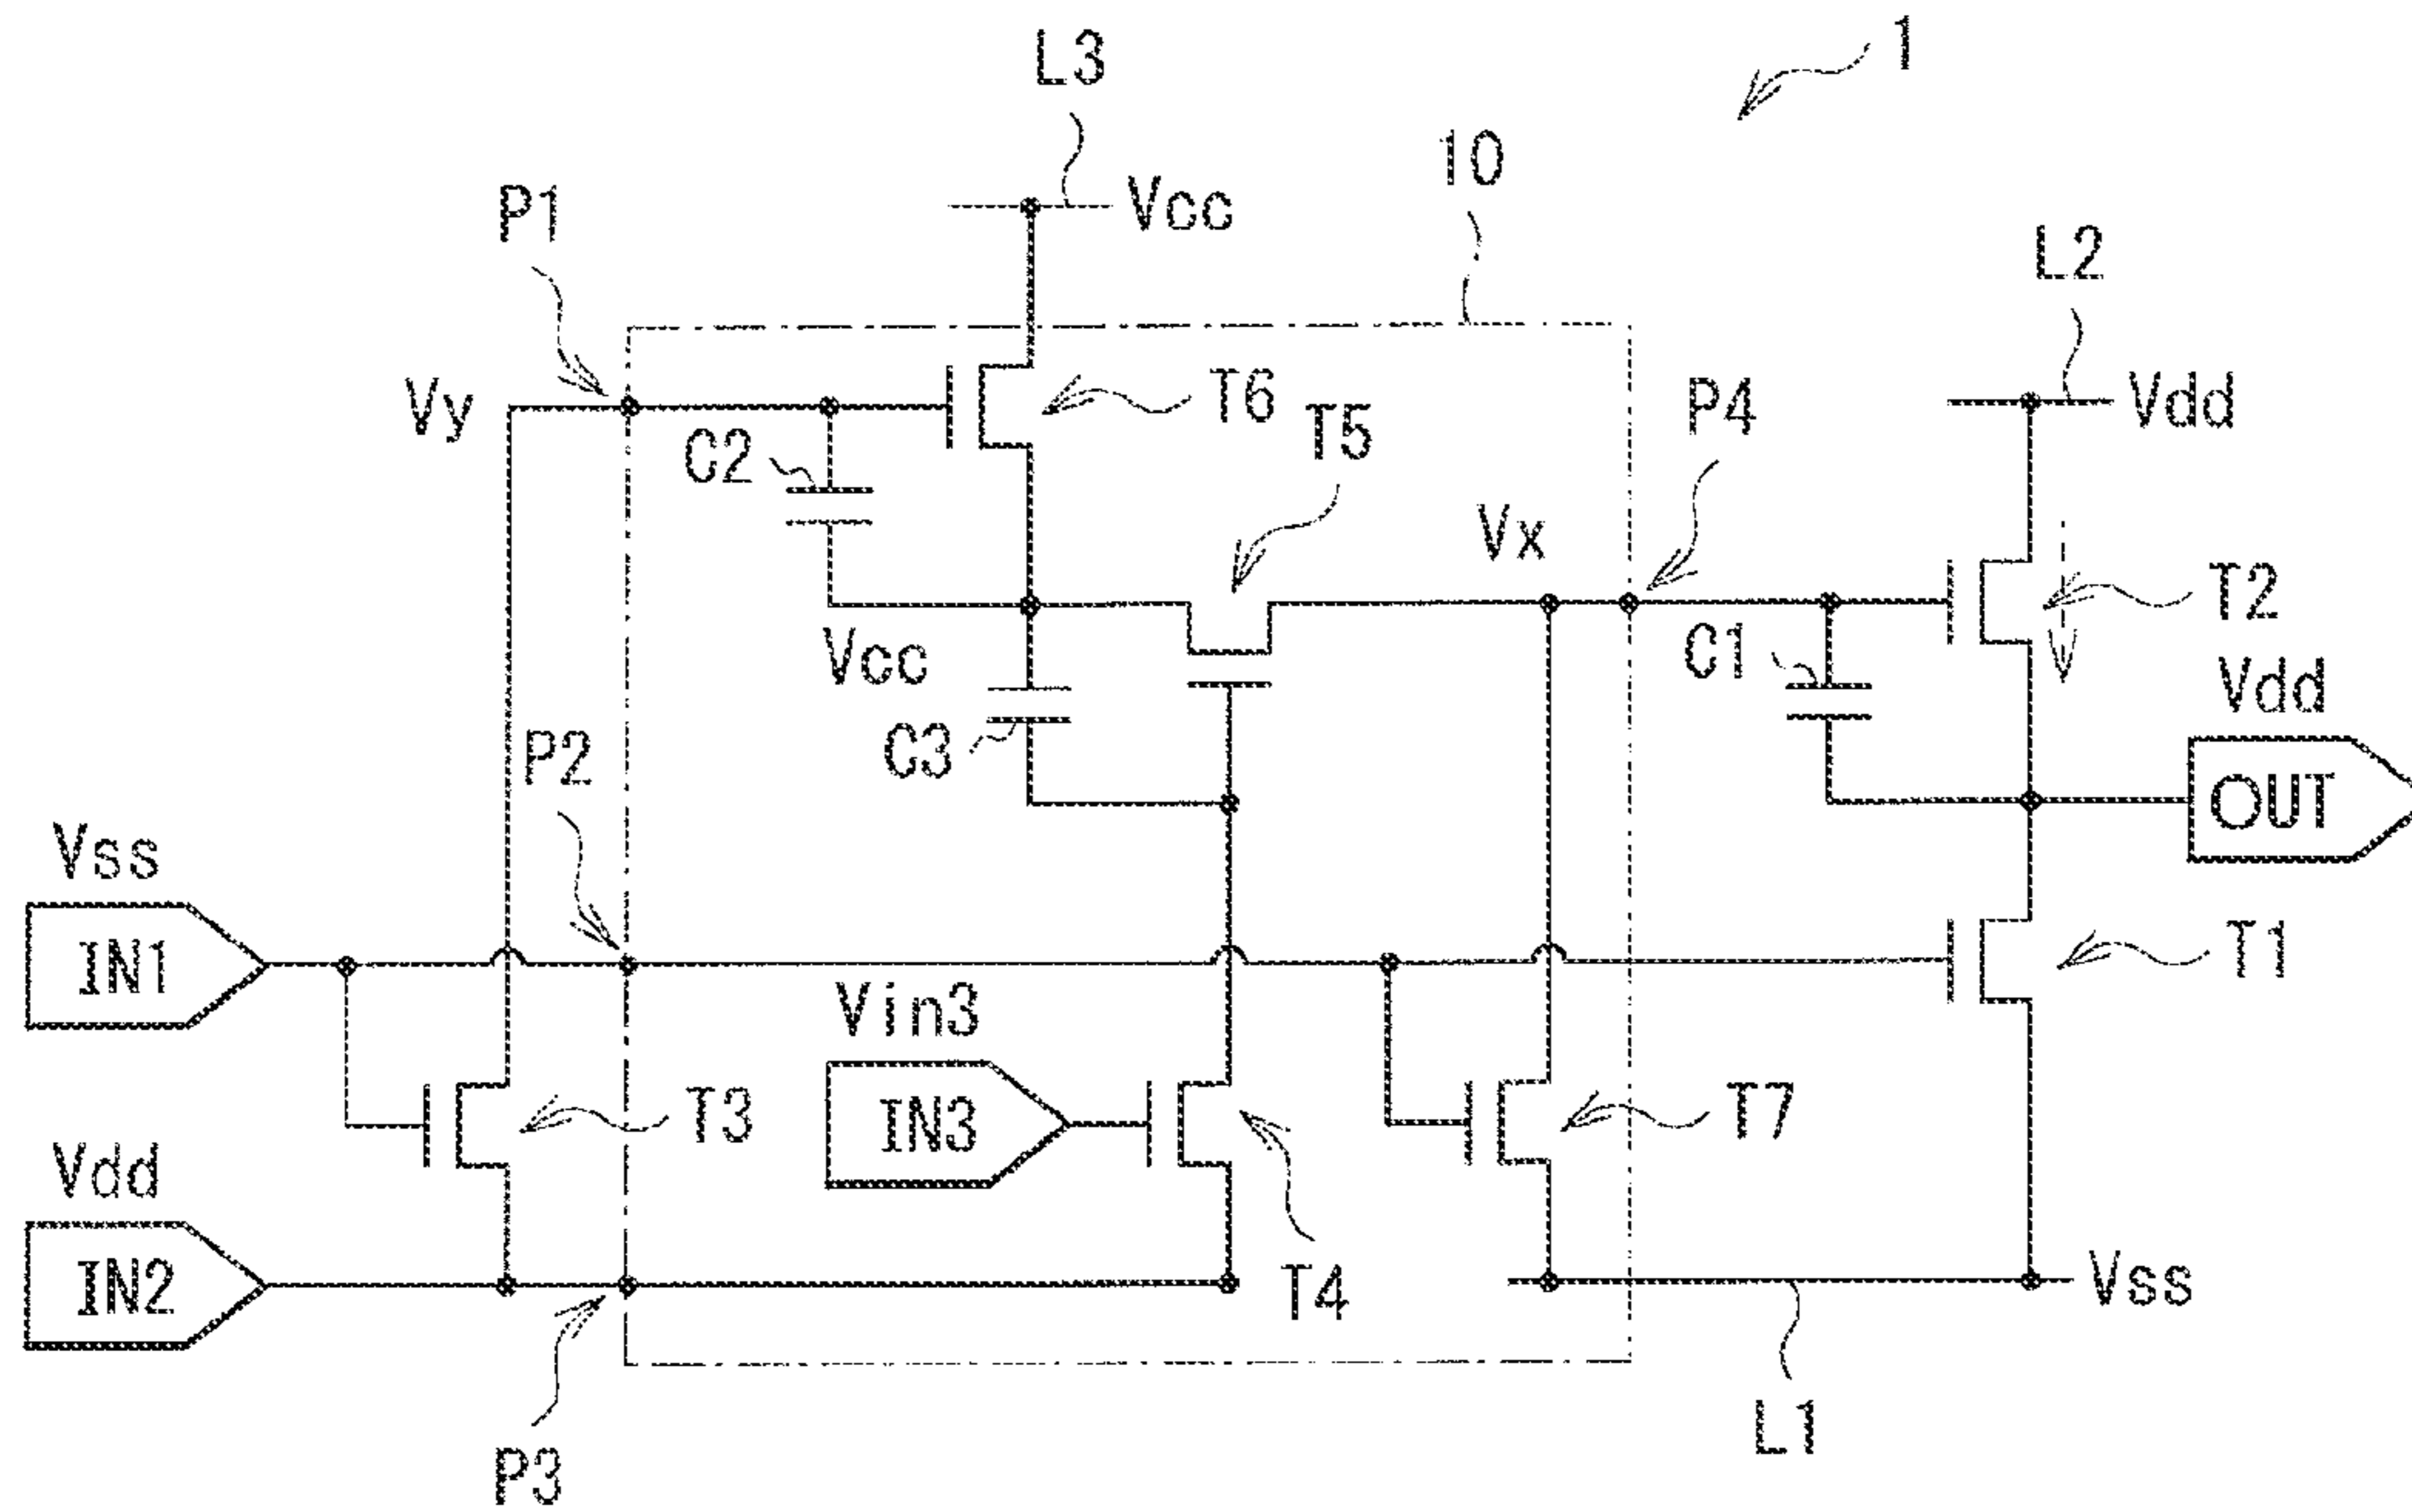 1
L3
10
P1
Vcc
L2
Vy
T6
T5
P4
Vdd
C2
Vx
T2
Vcc
C1
Vdd
P2
C3
OUT
Vss
IN1
Vin3
T1
T3
IN3
T7
Vdd
IN2
T4
Vss
P3
L1